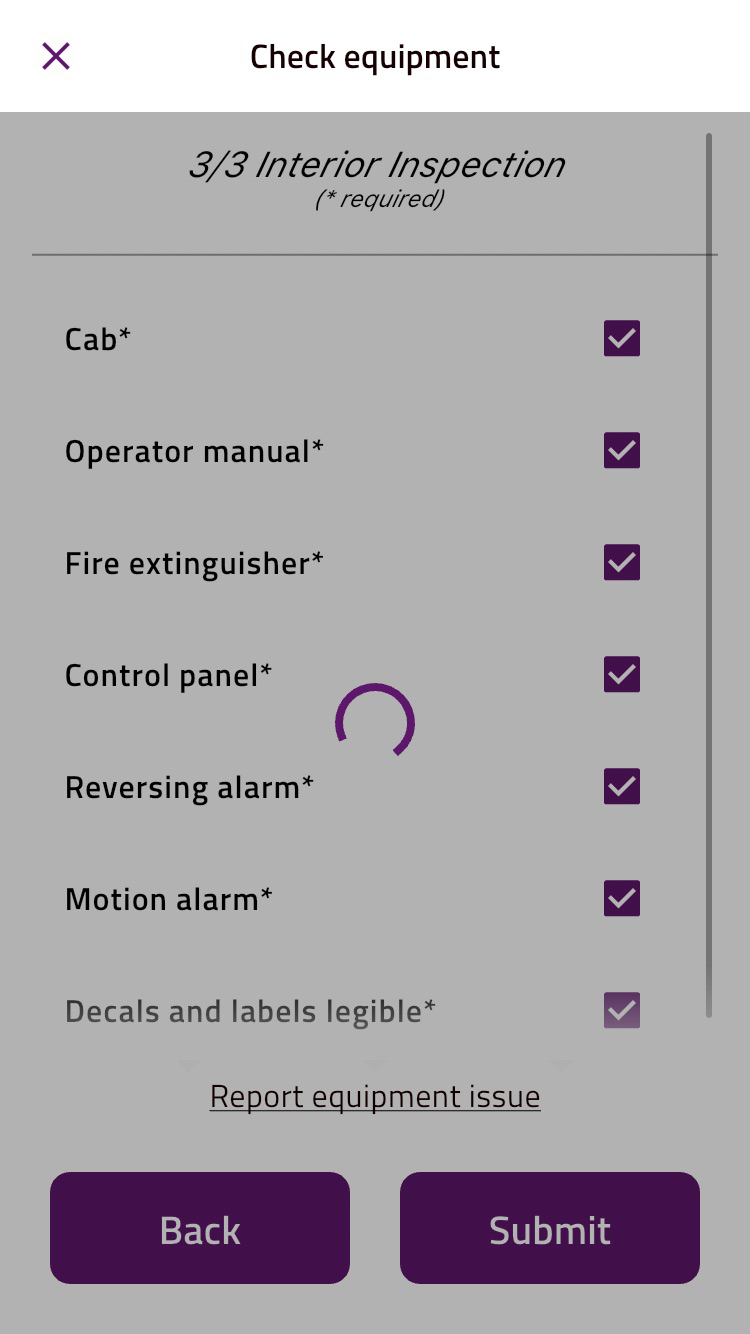 Check equipment
3/3 Interior Inspection
(* required)
Cab*
Operator manual*
Fire extinguisher*
Control panel*
Reversing alarm*
Motion alarm*
Decals and labels legible*
Report equipment issue
Back
Submit